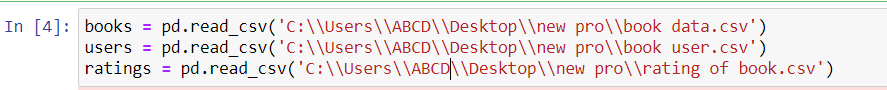 In [4]: books = pd.read_csv('C:\\Users\\ABCD\\Desktop\\new pro\\book data.csv')
users = pd.read_csv('C:\\Users\\ABCD\\Desktop\\new pro\\book user.csv')
ratings = pd.read_csv('C:\\Users\\ABCD\\Desktop\\new pro\\rating of book.csv')